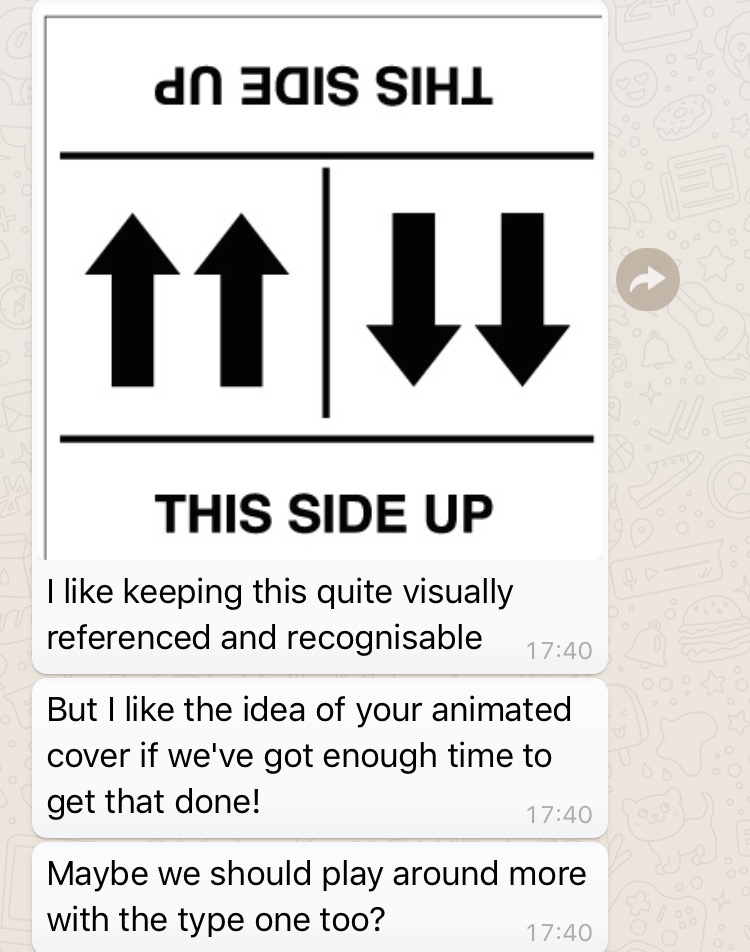 THIS SIDE UP
THIS SIDE UP
I like keeping this quite visually
referenced and recognisable
17:40
But I like the idea of your animated
cover if we've got enough time to
get that done!
17:40
Maybe we should play around more
with the type one too?
17:40